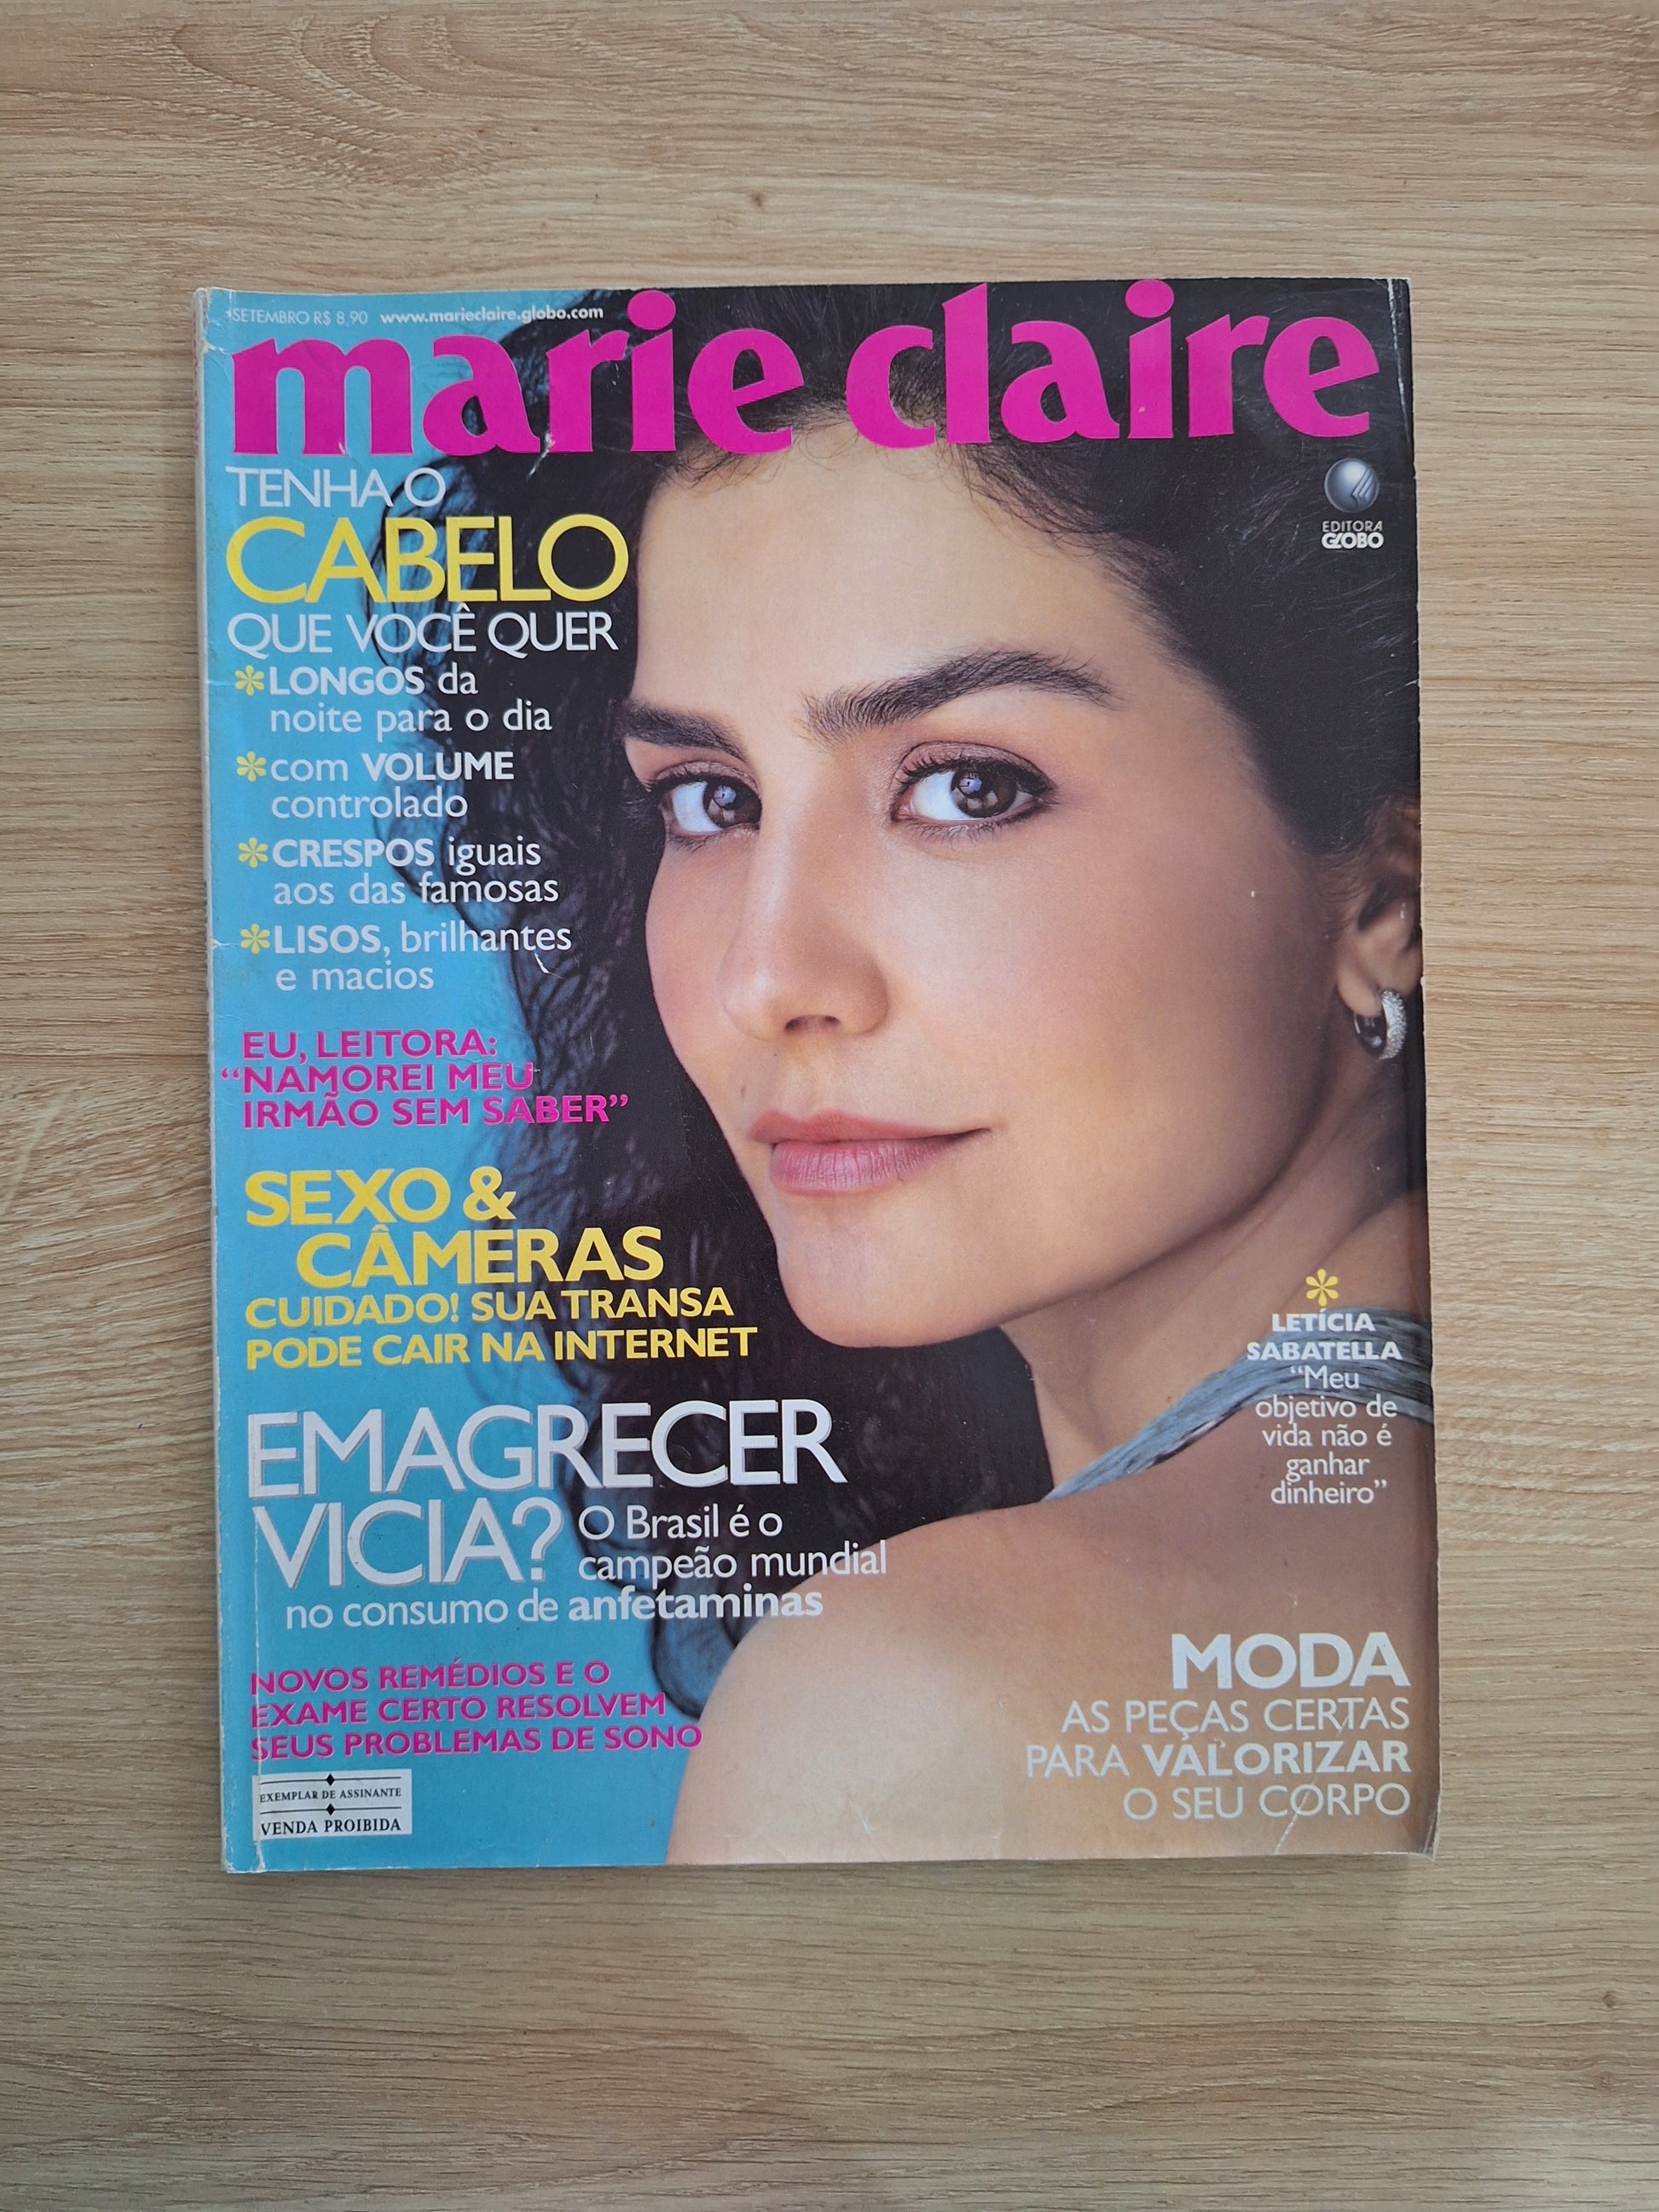 SETEMBRO R$ 8,90 www.marieclaire.globo.com
marie claire
EDITORA
GLOBO
TENHA O
CABELO
QUE VOCÊ QUER
*LONGOS da
noite para o dia
*com VOLUME
controlado
*CRESPOS iguais
aos das famosas
*LISOS, brilhantes
e macios
EU, LEITORA:
“NAMOREI MEU
IRMÃO SEM SABER”
SEXO &
CÂMERAS
CUIDADO! SUA TRANSA
PODE CAIR NA INTERNET
EMAGRECER
VICIA? O Brasil é o
campeão mundial
no consumo de anfetaminas
NOVOS REMÉDIOS E O
EXAME CERTO RESOLVEM
SEUS PROBLEMAS DE SONO
EXEMPLAR DE ASSINANTE
VENDA PROIBIDA
*
LETÍCIA
SABATELLA
“Meu
objetivo de
vida não é
ganhar
dinheiro”
MODA
AS PEÇAS CERTAS
PARA VALORIZAR
O SEU CORPO